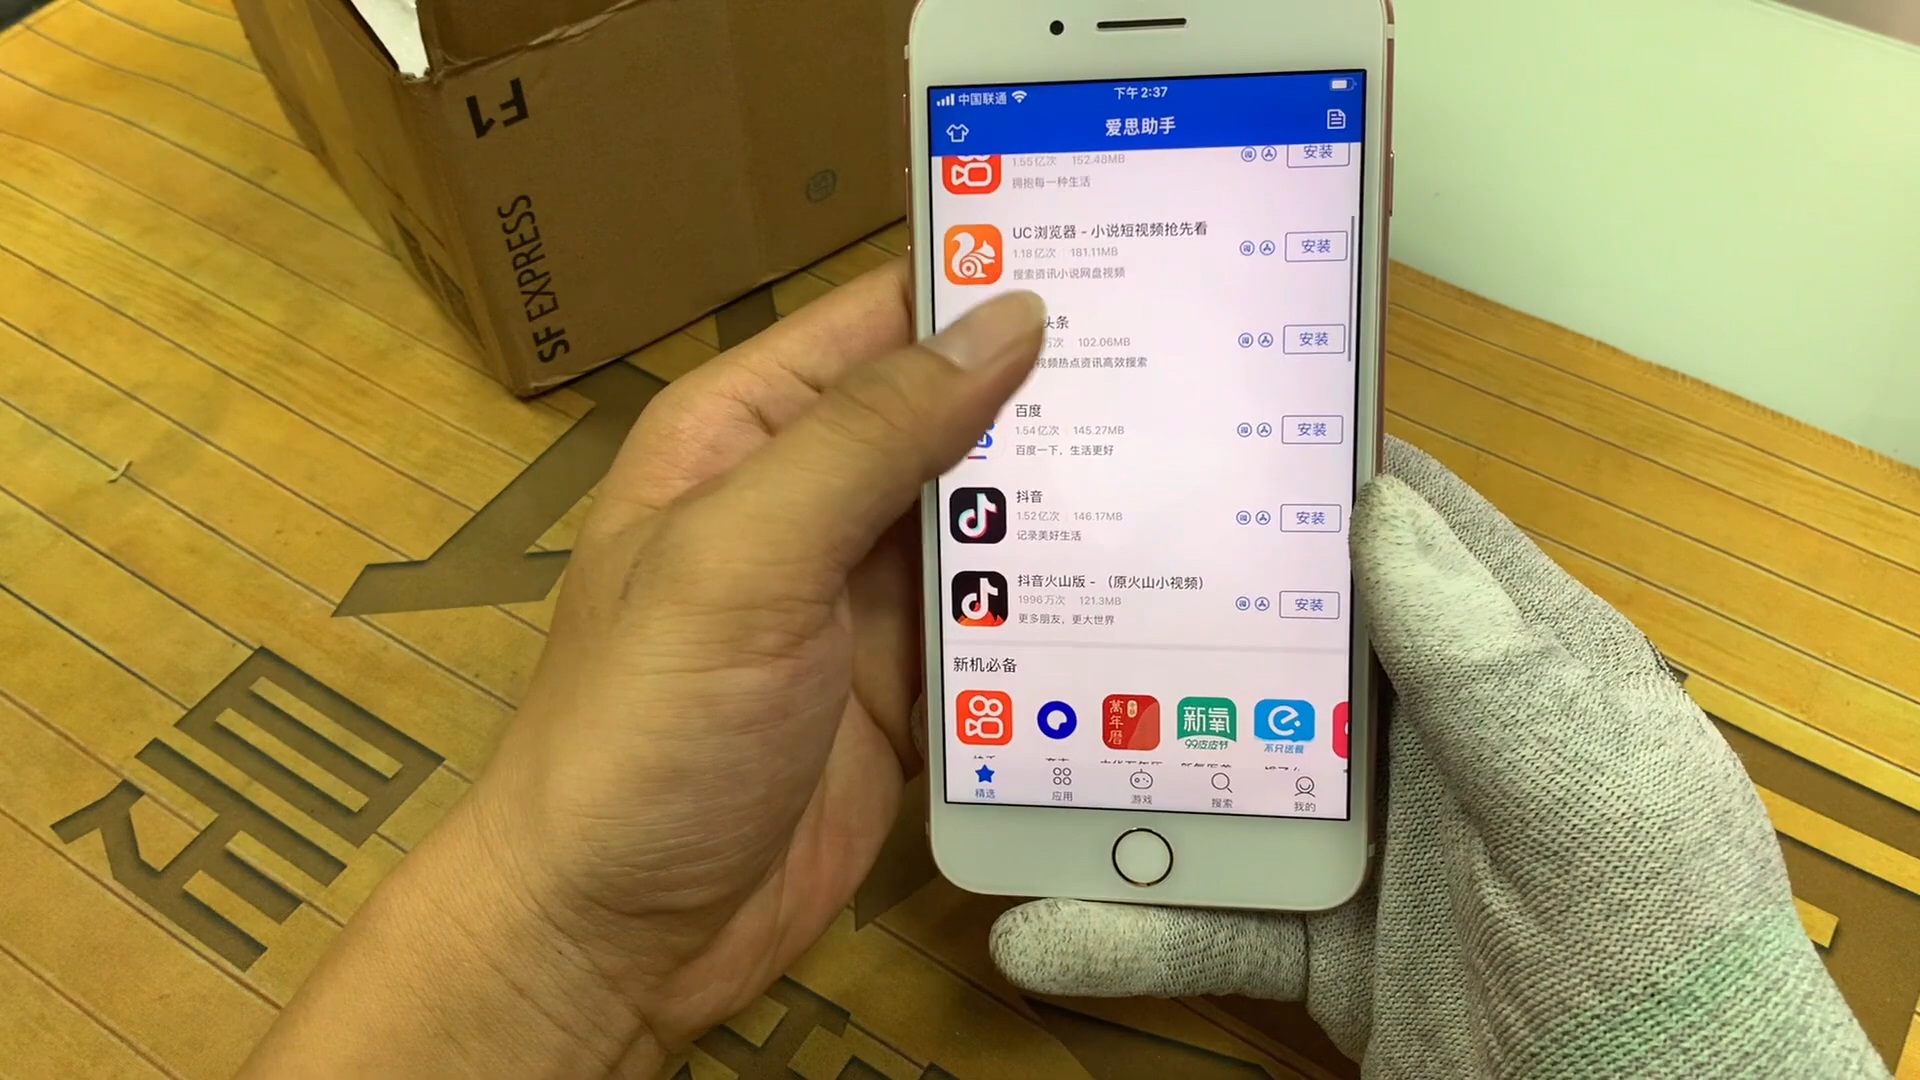 F1
SF EXPRESS
中国联通
下午2:37
爱思助手
1.55亿次 152.48MB
安装
拥抱每一种生活
UC浏览器 - 小说短视频抢先看
1.18亿次 181.11MB
安装
搜索资讯小说网盘视频
头条
万次 102.06MB
安装
视频热点资讯高效搜索
百度
1.54亿次 145.27MB
安装
百度一下，生活更好
抖音
1.52亿次 146.17MB
安装
记录美好生活
抖音火山版 - （原火山小视频）
1996万次 121.3MB
安装
更多朋友，更大世界
新机必备
萬年曆
新氧
99皮皮节
不只送餐
精选
应用
游戏
搜索
我的